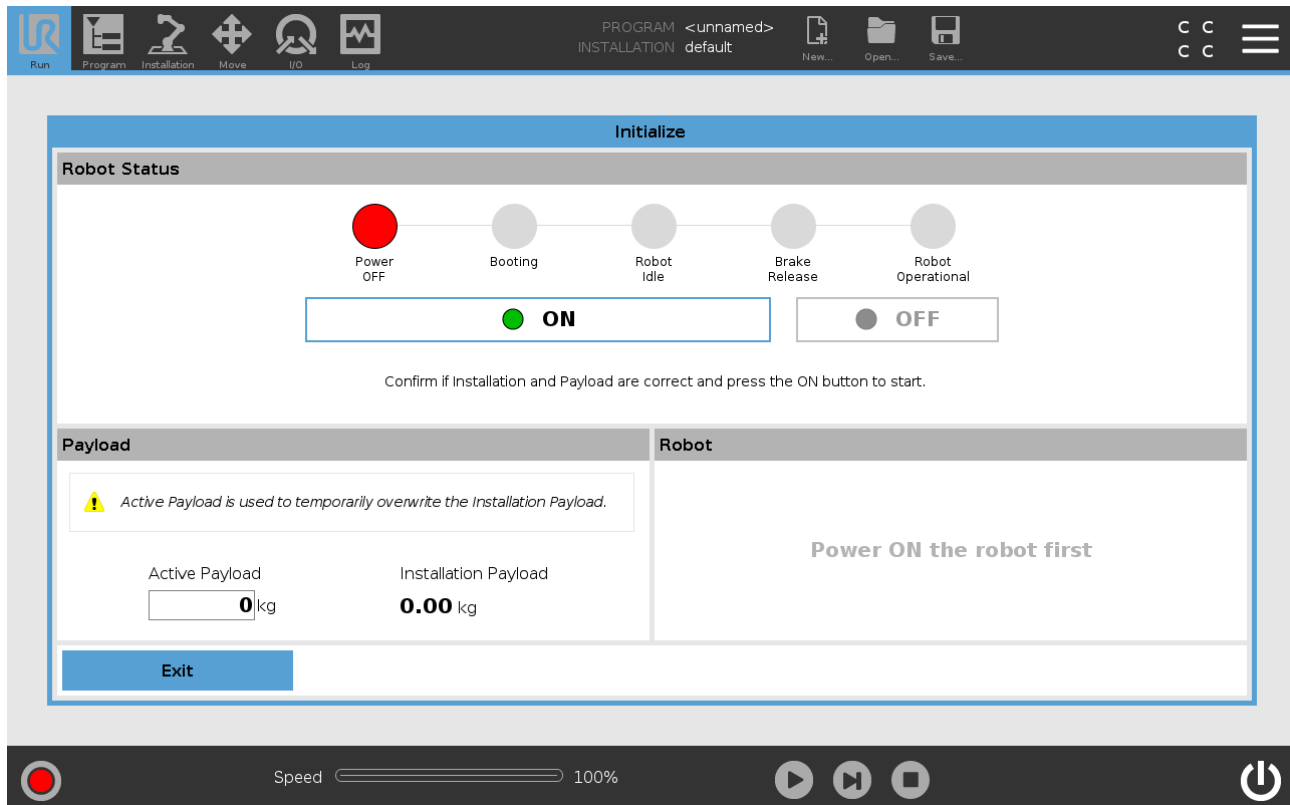 UR
Run
Program
Installation
Move
I/O
Log
PROGRAM <unnamed>
INSTALLATION default
New...
Open...
Save...
C C
C C
Initialize
Robot Status
Power
OFF
Booting
Robot
Idle
Brake
Release
Robot
Operational
ON
OFF
Confirm if Installation and Payload are correct and press the ON button to start.
Payload
Active Payload is used to temporarily overwrite the Installation Payload.
Active Payload
0 kg
Installation Payload
0.00 kg
Robot
Power ON the robot first
Exit
Speed
100%